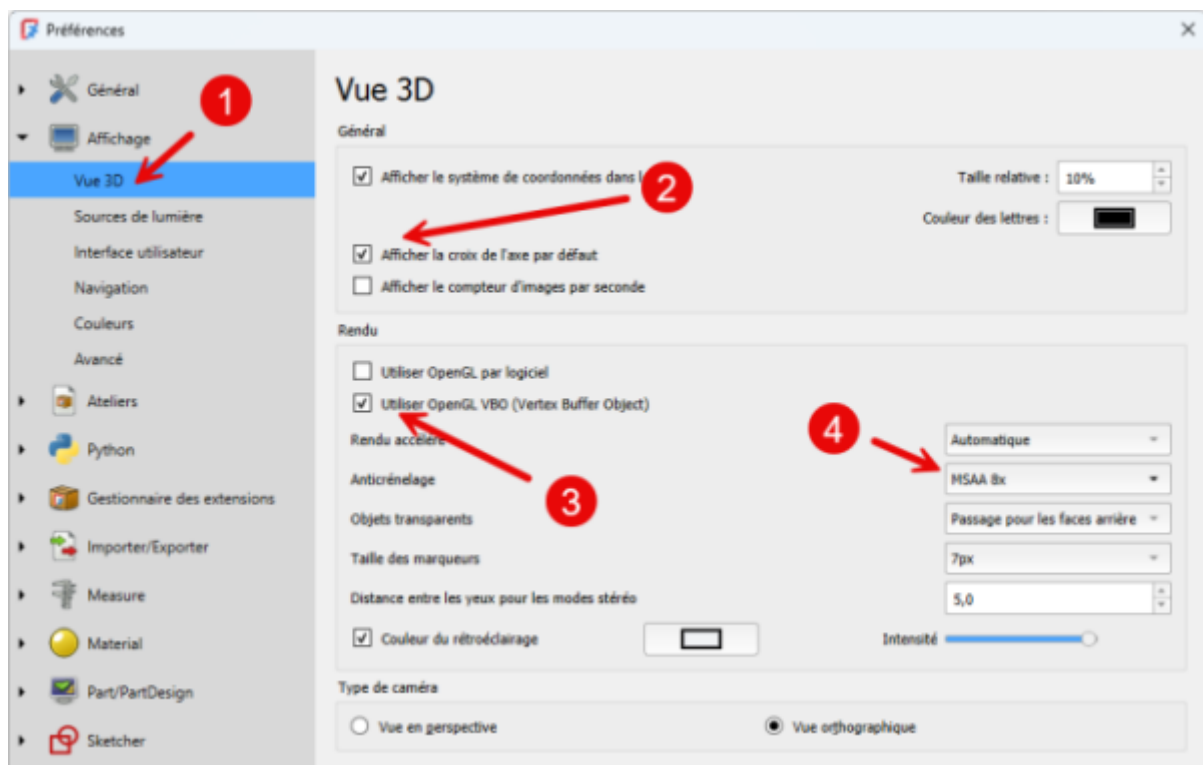 Préférences
Général
Affichage
Vue 3D
Sources de lumière
Interface utilisateur
Navigation
Couleurs
Avancé
Ateliers
Python
Gestionnaire des extensions
Importer/Exporter
Measure
Material
Part/PartDesign
Sketcher
1
Vue 3D
Général
Afficher le système de coordonnées dans l
Taille relative : 10%
2
Couleur des lettres :
Afficher la croix de l'axe par défaut
Afficher le compteur d'images par seconde
Rendu
Utiliser OpenGL par logiciel
Utiliser OpenGL VBO (Vertex Buffer Object)
4
Rendu accéléré Automatique
Anticrénelage MSAA 8x
3
Objets transparents Passage pour les faces arrière
Taille des marqueurs 7px
Distance entre les yeux pour les modes stéréo 5,0
Couleur du rétroéclairage Intensité
Type de caméra
Vue en perspective Vue orthographique